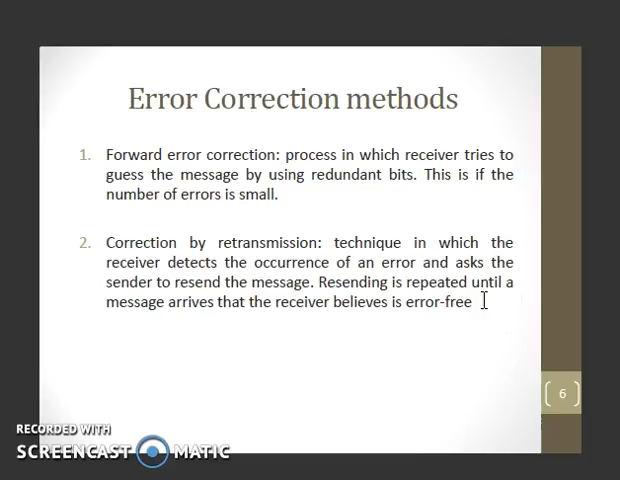 Error Correction methods
1. Forward error correction: process in which receiver tries to
guess the message by using redundant bits. This is if the
number of errors is small.
2. Correction by retransmission: technique in which the
receiver detects the occurrence of an error and asks the
sender to resend the message. Resending is repeated until a
message arrives that the receiver believes is error-free
6
RECORDED WITH
SCREENCAST MATIC